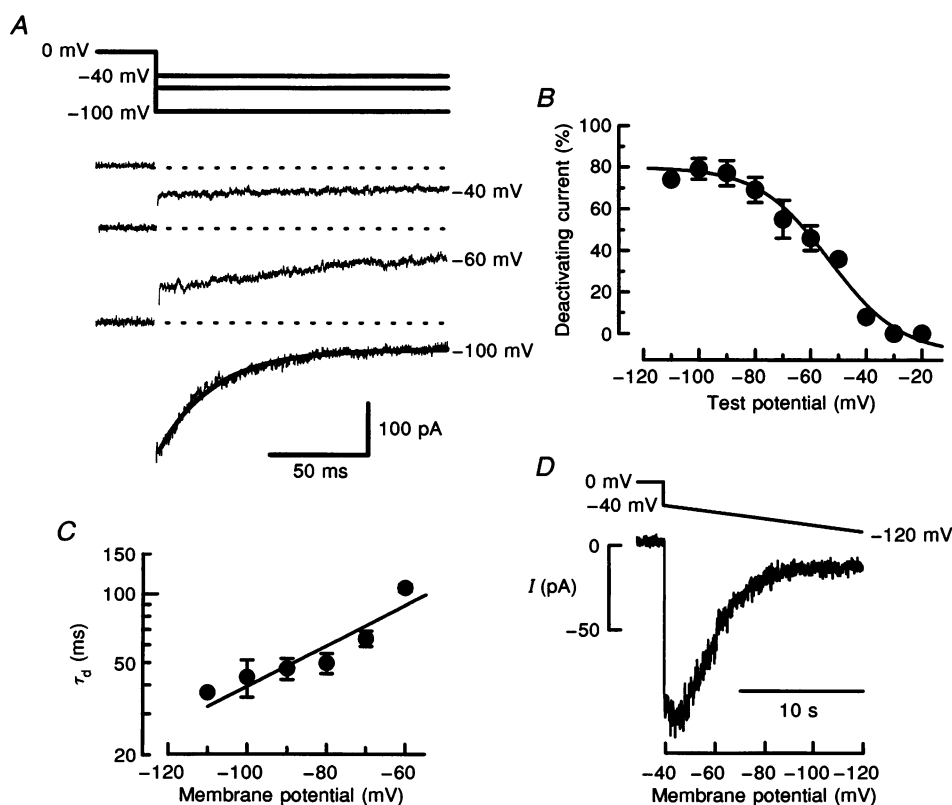 A
0 mV
−40 mV
−100 mV
−40 mV
−60 mV
−100 mV
100 pA
50 ms
B
Deactivating current (%)
100
80
60
40
20
0
−120 −100 −80 −60 −40 −20
Test potential (mV)
C
τd (ms)
150
100
50
20
−120 −100 −80 −60
Membrane potential (mV)
D
0 mV
−40 mV
−120 mV
0
I (pA)
−50
10 s
−40 −60 −80 -100 -120
Membrane potential (mV)